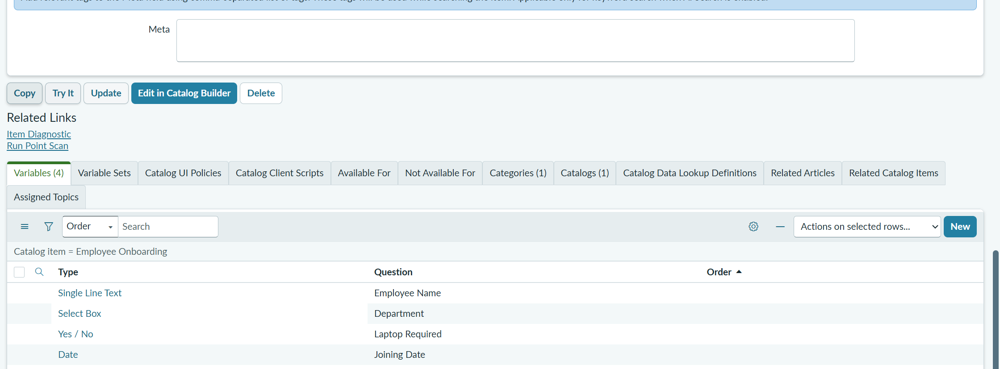 Meta
Copy Try It Update Edit in Catalog Builder Delete
Related Links
Item Diagnostic
Run Point Scan
Variables (4) Variable Sets Catalog UI Policies Catalog Client Scripts Available For Not Available For Categories (1) Catalogs (1) Catalog Data Lookup Definitions Related Articles Related Catalog Items
Assigned Topics
Order Search Actions on selected rows... New
Catalog item = Employee Onboarding
Type Question Order
Single Line Text Employee Name
Select Box Department
Yes / No Laptop Required
Date Joining Date